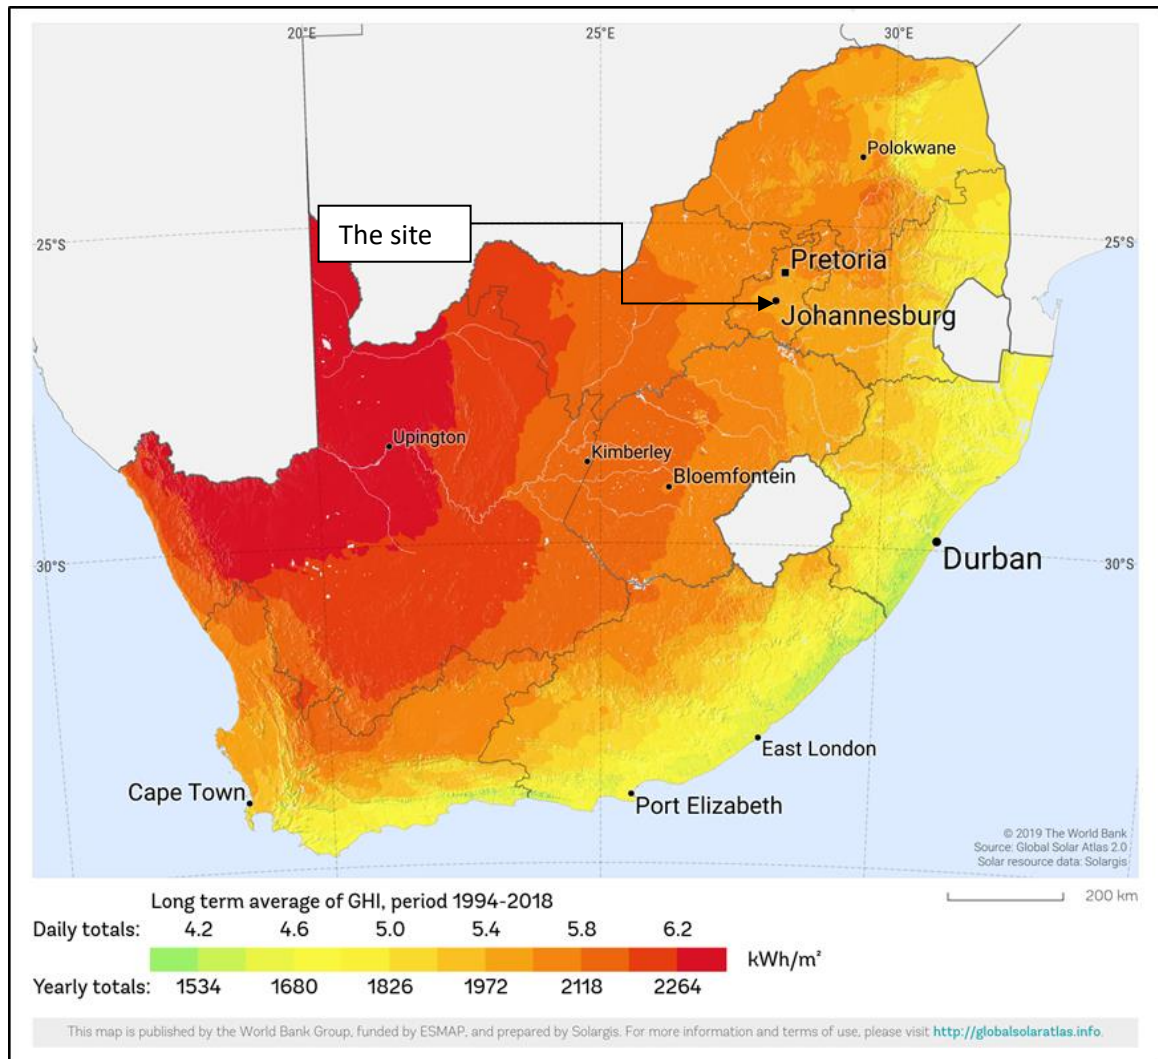 20°E 25°E 30°E
Polokwane
The site
25°S 25°S
Pretoria
Johannesburg
Upington
Kimberley
Bloemfontein
Durban
30°S 30°S
East London
Cape Town
Port Elizabeth
© 2019 The World Bank
Source: Global Solar Atlas 2.0
Solar resource data: Solargis
Long term average of GHI, period 1994-2018
200 km
Daily totals: 4.2 4.6 5.0 5.4 5.8 6.2
kWh/m²
Yearly totals: 1534 1680 1826 1972 2118 2264
This map is published by the World Bank Group, funded by ESMAP, and prepared by Solargis. For more information and terms of use, please visit http://globalsolaratlas.info.